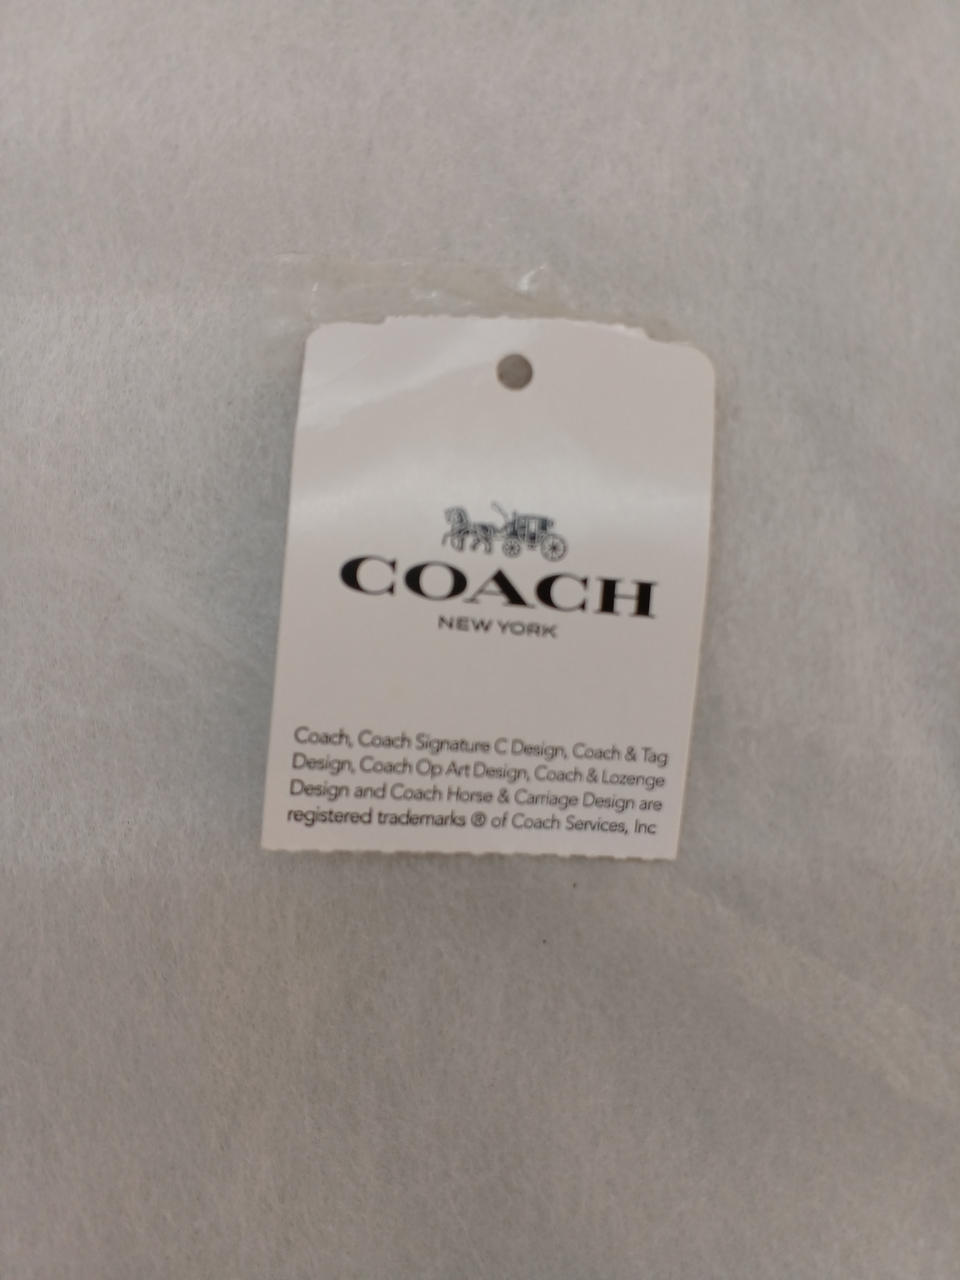 COACH
NEW YORK
Coach, Coach Signature C Design, Coach & Tag
Design, Coach Op Art Design, Coach & Lozenge
Design and Coach Horse & Carriage Design are
registered trademarks ® of Coach Services, Inc